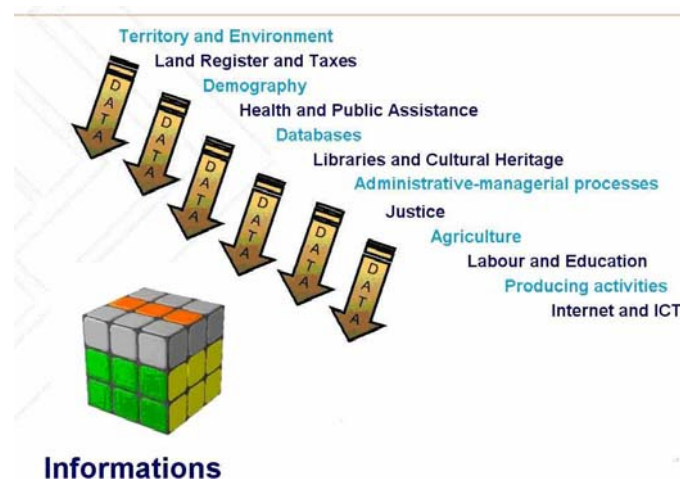 Territory and Environment
Land Register and Taxes
Demography
Health and Public Assistance
Databases
Libraries and Cultural Heritage
Administrative-managerial processes
Justice
Agriculture
Labour and Education
Producing activities
Internet and ICT
DATA
DATA
DATA
DATA
DATA
DATA
Informations